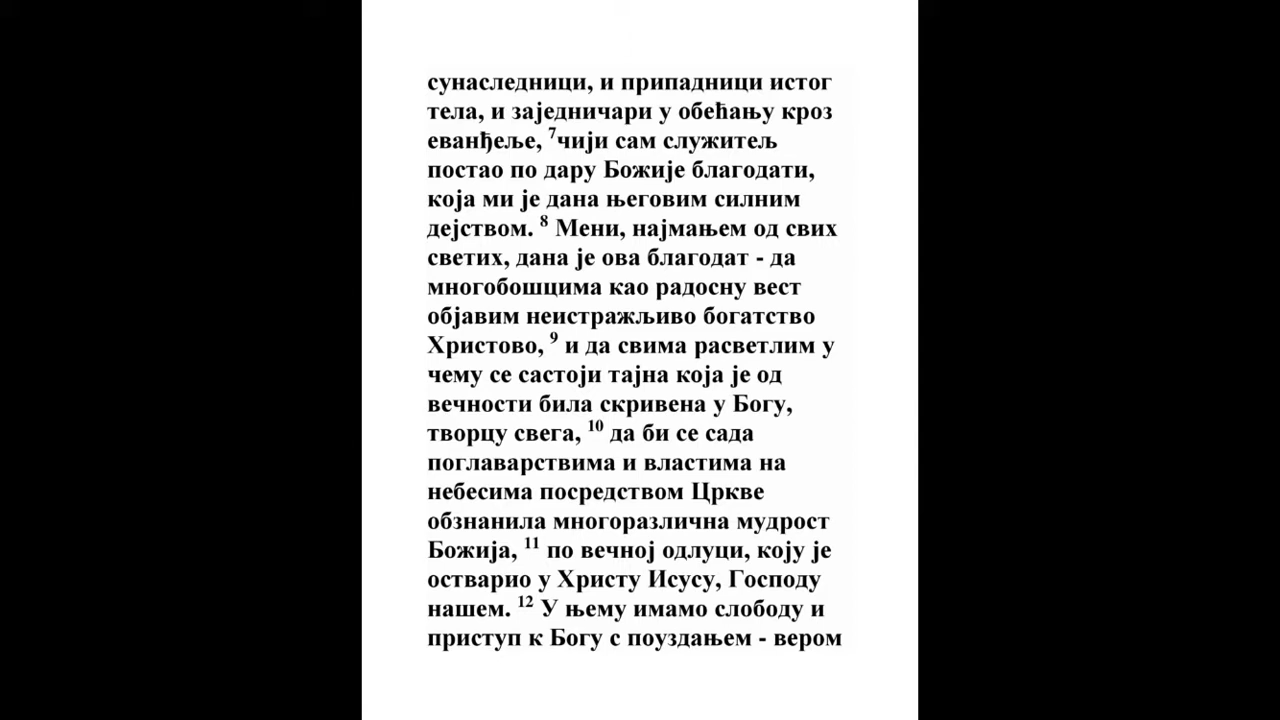 сунаследници, и припадници истог
тела, и заједничари у обећању кроз
еванђеље, ⁷чији сам служитељ
постао по дару Божије благодати,
која ми је дана његовим силним
дејством. ⁸ Мени, најмањем од свих
светих, дана је ова благодат - да
многобошцима као радосну вест
објавим неистражљиво богатство
Христово, ⁹ и да свима расветлим у
чему се састоји тајна која је од
вечности била скривена у Богу,
творцу свега, ¹⁰ да би се сада
поглаварствима и властима на
небесима посредством Цркве
обзнанила многоразлична мудрост
Божија, ¹¹ по вечној одлуци, коју је
остварио у Христу Исусу, Господу
нашем. ¹² У њему имамо слободу и
приступ к Богу с поуздањем - вером